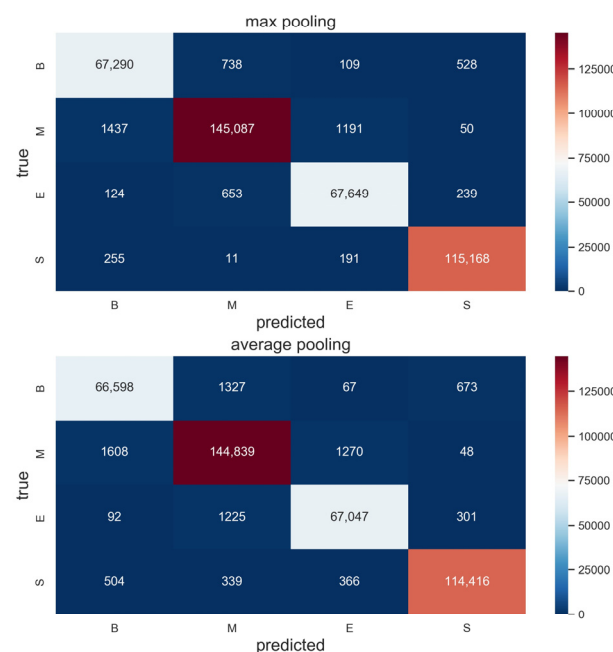 max pooling
B 67,290 738 109 528
M 1437 145,087 1191 50
E 124 653 67,649 239
S 255 11 191 115,168
true
B M E S
predicted
125000
100000
75000
50000
25000
0
average pooling
B 66,598 1327 67 673
M 1608 144,839 1270 48
E 92 1225 67,047 301
S 504 339 366 114,416
true
B M E S
predicted
125000
100000
75000
50000
25000
0